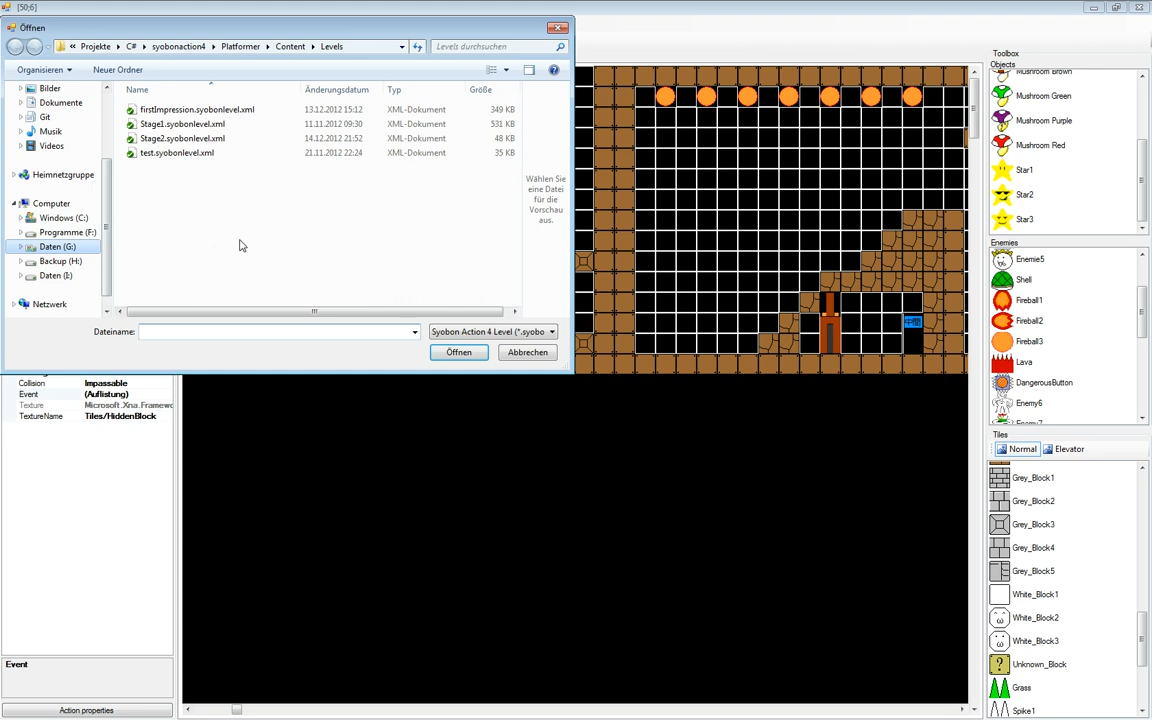 [50;6]
Öffnen
Projekte
C#
syobonaction4
Platformer
Content
Levels
Levels durchsuchen
Organisieren
Neuer Ordner
Bilder
Dokumente
Git
Musik
Videos
Heimnetzgruppe
Computer
Windows (C:)
Programme (F:)
Daten (G:)
Backup (H:)
Daten (I:)
Netzwerk
Name Änderungsdatum Typ Größe
firstImpression.syobonlevel.xml 13.12.2012 15:12 XML-Dokument 349 KB
Stage1.syobonlevel.xml 11.11.2012 09:30 XML-Dokument 531 KB
Stage2.syobonlevel.xml 14.12.2012 21:52 XML-Dokument 48 KB
test.syobonlevel.xml 21.11.2012 22:24 XML-Dokument 35 KB
Wählen Sie
eine Datei
für die
Vorschau
aus.
Dateiname:
Syobon Action 4 Level (*.syobo
Öffnen
Abbrechen
Collision Impassable
Event (Auflistung)
Texture Microsoft.Xna.Framewo
TextureName Tiles/HiddenBlock
Event
Action properties
中間
Toolbox
Objects
Mushroom Brown
Mushroom Green
Mushroom Purple
Mushroom Red
Star1
Star2
Star3
Enemies
Enemie5
Shell
Fireball1
Fireball2
Fireball3
Lava
DangerousButton
Enemy6
Enemy7
Tiles
Normal
Elevator
Grey_Block1
Grey_Block2
Grey_Block3
Grey_Block4
Grey_Block5
White_Block1
White_Block2
White_Block3
?
Unknown_Block
Grass
Spike1